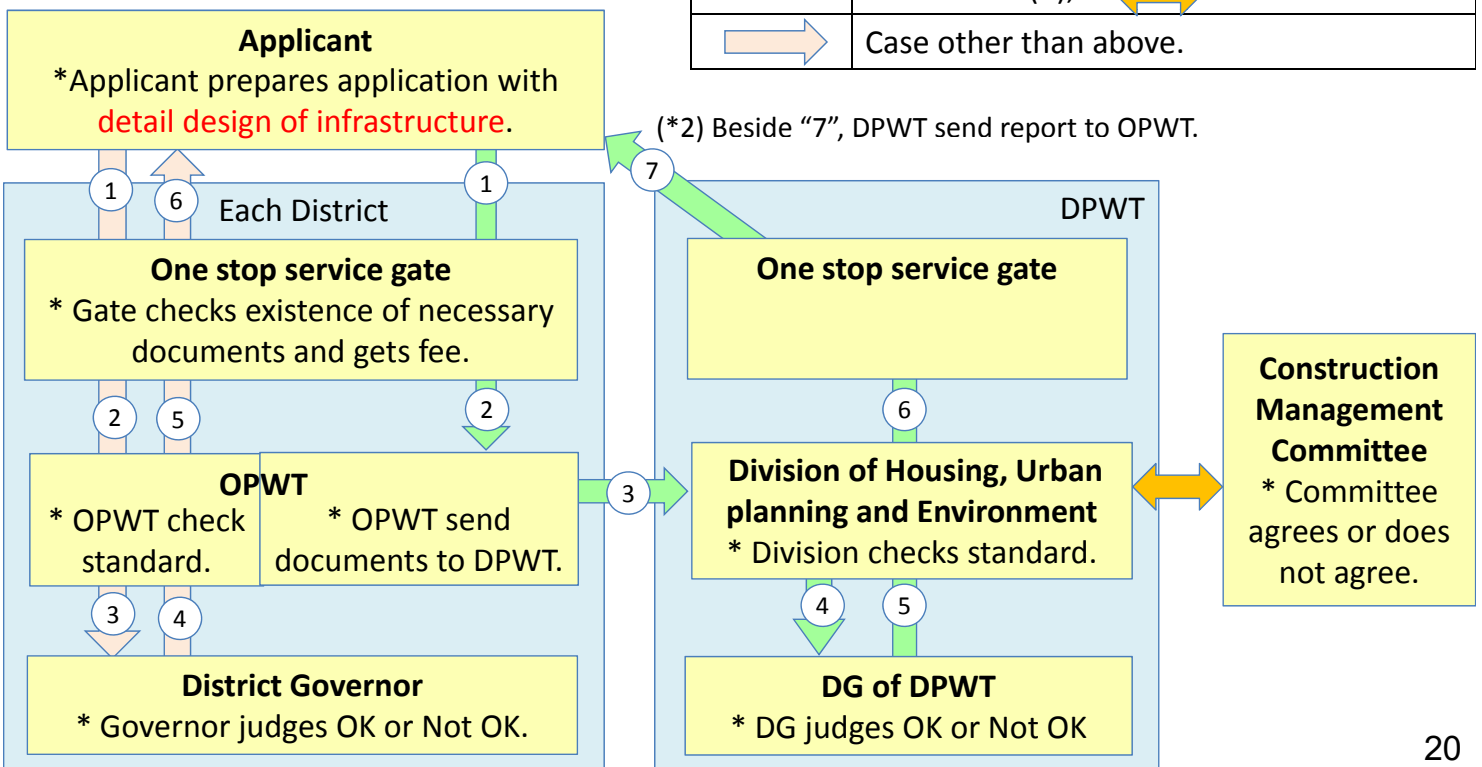 Case other than above.
Applicant
*Applicant prepares application with
detail design of infrastructure.
(*2) Beside “7”, DPWT send report to OPWT.
1
6
1
7
Each District
DPWT
One stop service gate
* Gate checks existence of necessary
documents and gets fee.
One stop service gate
2
5
2
6
OPWT
* OPWT check
standard.
* OPWT send
documents to DPWT.
3
Division of Housing, Urban
planning and Environment
* Division checks standard.
Construction
Management
Committee
* Committee
agrees or does
not agree.
3
4
4
5
District Governor
* Governor judges OK or Not OK.
DG of DPWT
* DG judges OK or Not OK
20